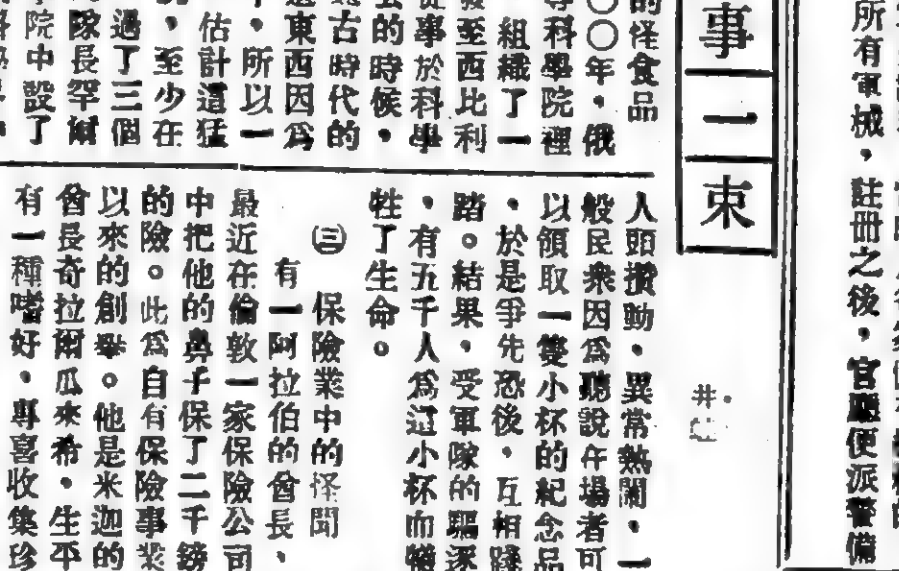 所有軍械，註冊之後，官廳便派警備
事一束
井
的怪食品
〇〇年，俄
科學院裡
組織了一
發至西比利
從事於科學
的時候，
古時代的
東西因爲
，所以一
估計這猛
，至少在
過了三個
隊長罕爾
院中設了
人頭攢動，異常熱鬧，一
般民衆因爲聽說在場者可
以領取一雙小杯的紀念品
，於是爭先恐後，互相踐
踏。結果，受軍隊的驅逐
，有五千人爲這小杯而犧
牲了生命。
㊂ 保險業中的怪聞
有一阿拉伯的酋長，
最近在倫敦一家保險公司
中把他的鼻子保了二千鎊
的險。此爲自有保險事業
以來的創舉。他是米迦的
酋長奇拉爾瓜來希，生平
有一種嗜好，專喜收集珍